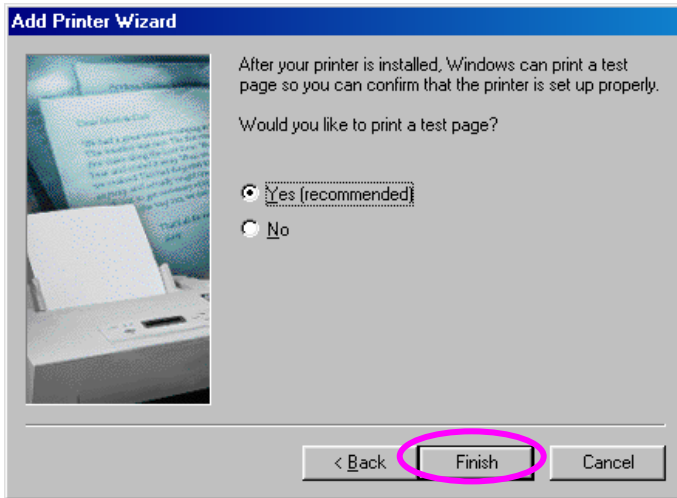 Add Printer Wizard
After your printer is installed, Windows can print a test
page so you can confirm that the printer is set up properly.
Would you like to print a test page?
Yes (recommended)
No
< Back
Finish
Cancel